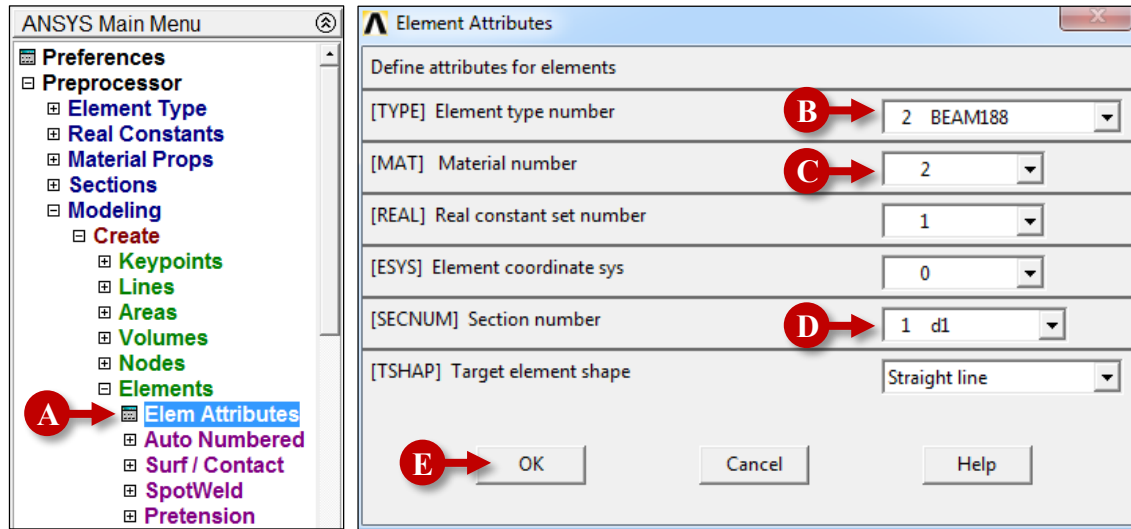 ANSYS Main Menu
Preferences
Preprocessor
Element Type
Real Constants
Material Props
Sections
Modeling
Create
Keypoints
Lines
Areas
Volumes
Nodes
Elements
A
Elem Attributes
Auto Numbered
Surf / Contact
SpotWeld
Pretension
Element Attributes
Define attributes for elements
[TYPE] Element type number B 2 BEAM188
[MAT] Material number C 2
[REAL] Real constant set number 1
[ESYS] Element coordinate sys 0
[SECNUM] Section number D 1 d1
[TSHAP] Target element shape Straight line
E OK Cancel Help